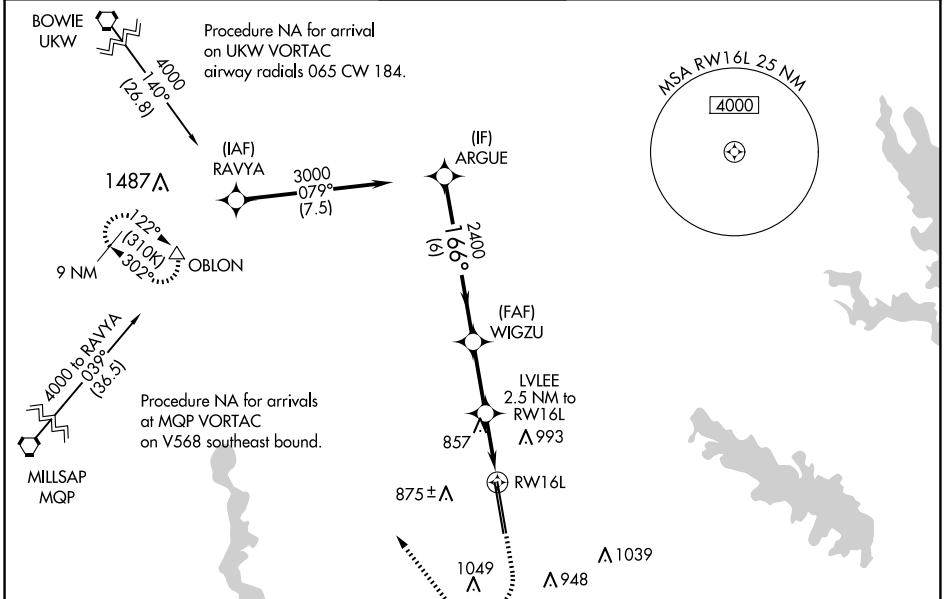 BOWIE
UKW
4000
140°
(26.8)
Procedure NA for arrival
on UKW VORTAC
airway radials 065 CW 184.
MSA RW16L 25 NM
4000
(IAF)
RAVYA
3000
079°
(7.5)
(IF)
ARGUE
1487
122°
(310K)
302°
9 NM
OBLON
2400
166°
(6)
(FAF)
WIGZU
4000 to RAVYA
039°
(36.5)
MILLSAP
MQP
Procedure NA for arrivals
at MQP VORTAC
on V568 southeast bound.
LVLEE
2.5 NM to
RW16L
857
993
RW16L
875±
1049
948
1039